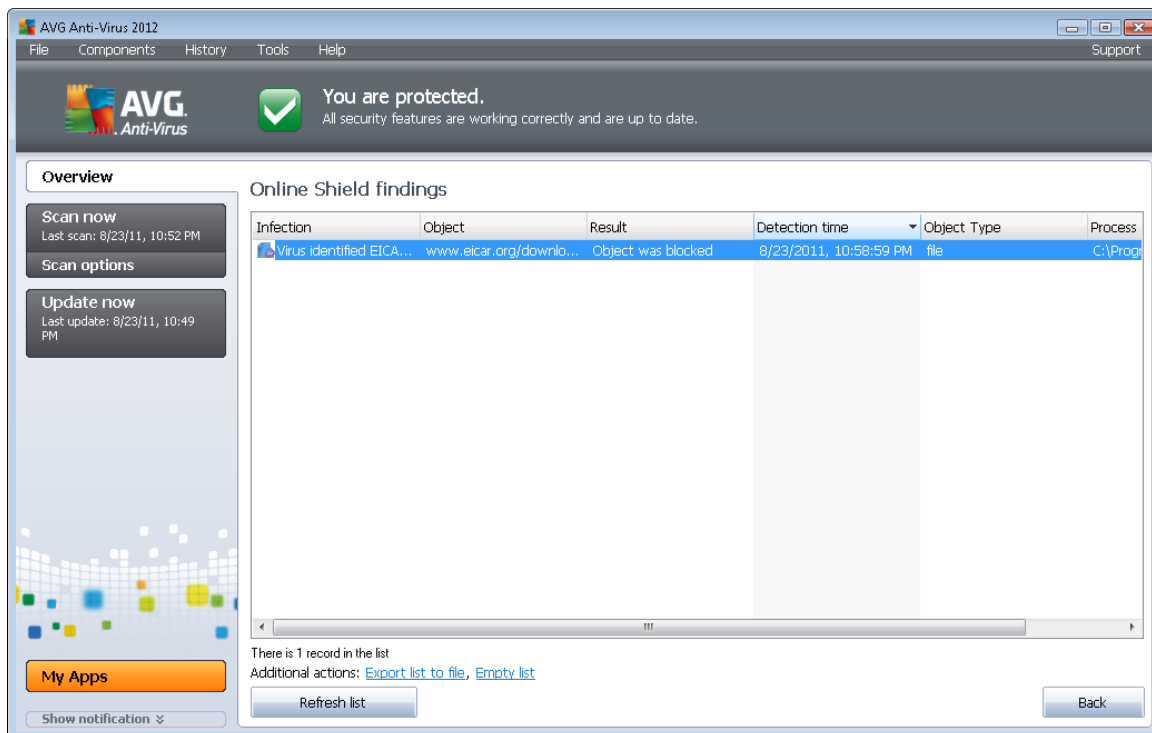 AVG Anti-Virus 2012
File Components History Tools Help Support
AVG.
Anti-Virus
You are protected.
All security features are working correctly and are up to date.
Overview
Scan now
Last scan: 8/23/11, 10:52 PM
Scan options
Update now
Last update: 8/23/11, 10:49
PM
My Apps
Show notification
Online Shield findings
Infection Object Result Detection time Object Type Process
Virus identified EICA... www.eicar.org/downlo... Object was blocked 8/23/2011, 10:58:59 PM file C:\Progr
There is 1 record in the list
Additional actions: Export list to file, Empty list
Refresh list Back